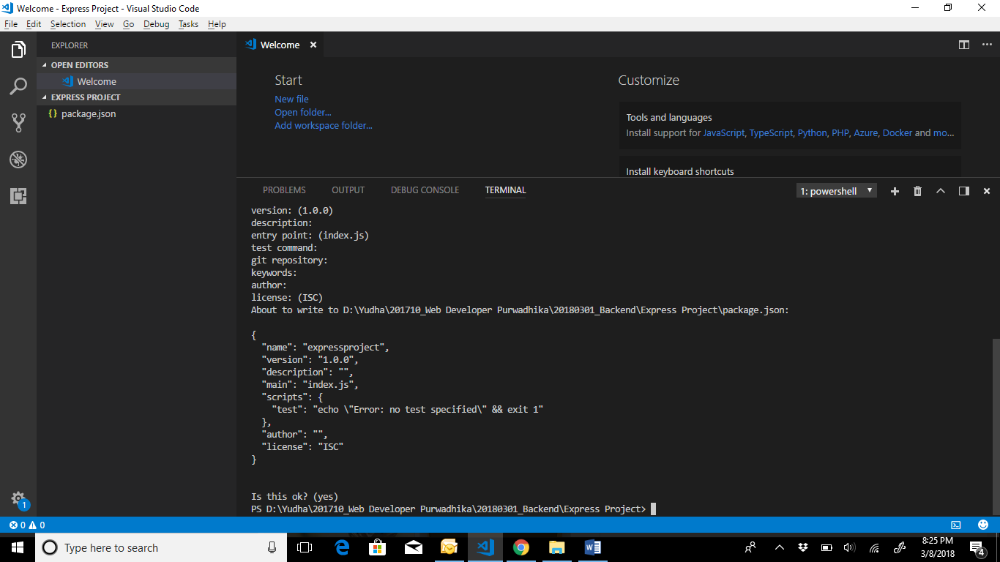 Welcome - Express Project - Visual Studio Code
File Edit Selection View Go Debug Tasks Help
EXPLORER
OPEN EDITORS
Welcome
EXPRESS PROJECT
{} package.json
Welcome
Start
New file
Open folder...
Add workspace folder...
Customize
Tools and languages
Install support for JavaScript, TypeScript, Python, PHP, Azure, Docker and mo...
Install keyboard shortcuts
PROBLEMS OUTPUT DEBUG CONSOLE TERMINAL
1: powershell
version: (1.0.0)
description:
entry point: (index.js)
test command:
git repository:
keywords:
author:
license: (ISC)
About to write to D:\Yudha\201710_Web Developer Purwadhika\20180301_Backend\Express Project\package.json:
{
  "name": "expressproject",
  "version": "1.0.0",
  "description": "",
  "main": "index.js",
  "scripts": {
    "test": "echo \"Error: no test specified\" && exit 1"
  },
  "author": "",
  "license": "ISC"
}
Is this ok? (yes)
PS D:\Yudha\201710_Web Developer Purwadhika\20180301_Backend\Express Project>
1
0 0
Type here to search
8:25 PM
3/8/2018
4